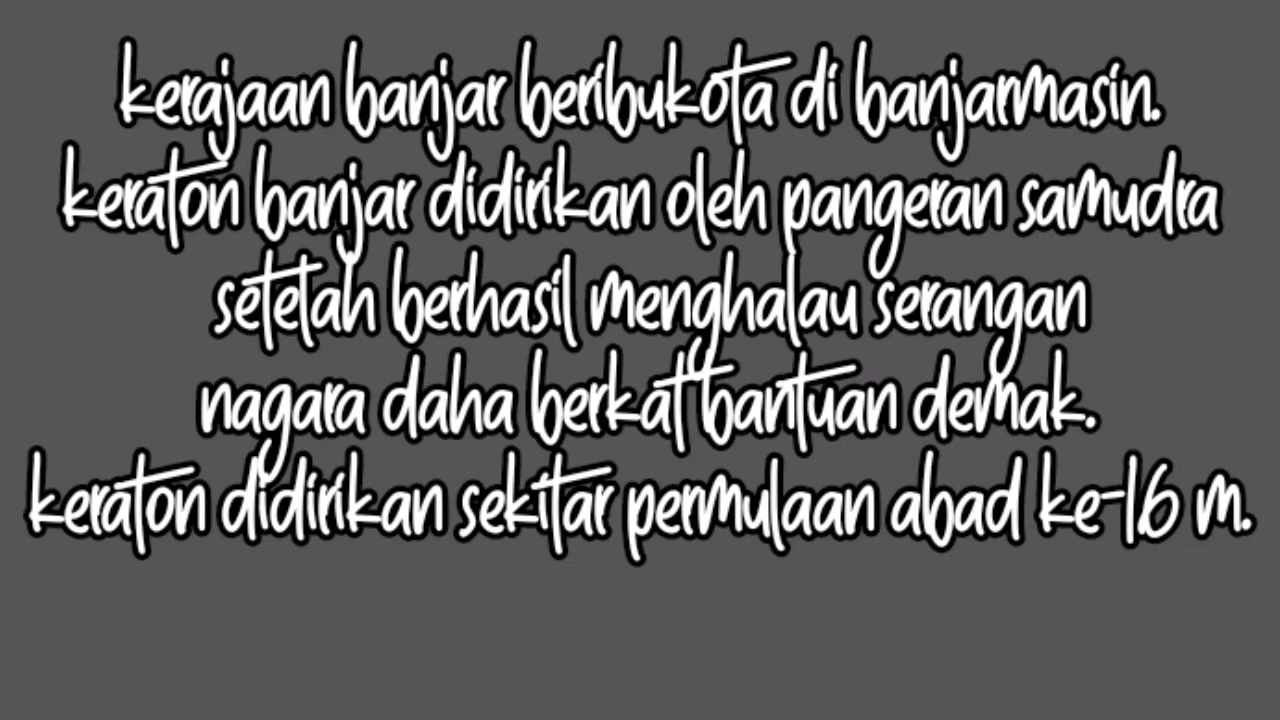 kerajaan banjar beribukota di banjarmasin.
keraton banjar didirikan oleh pangeran samudra
setelah berhasil menghalau serangan
nagara daha berkat bantuan demak.
keraton didirikan sekitar permulaan abad ke-16 m.